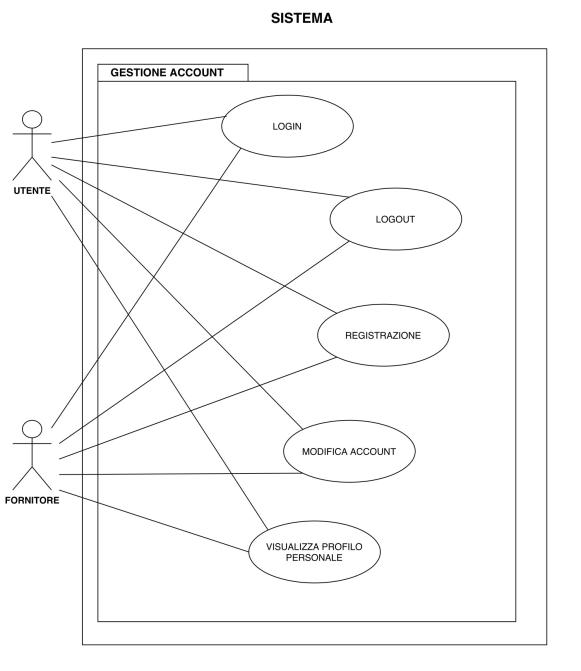 SISTEMA
GESTIONE ACCOUNT
LOGIN
UTENTE
LOGOUT
REGISTRAZIONE
MODIFICA ACCOUNT
FORNITORE
VISUALIZZA PROFILO
PERSONALE